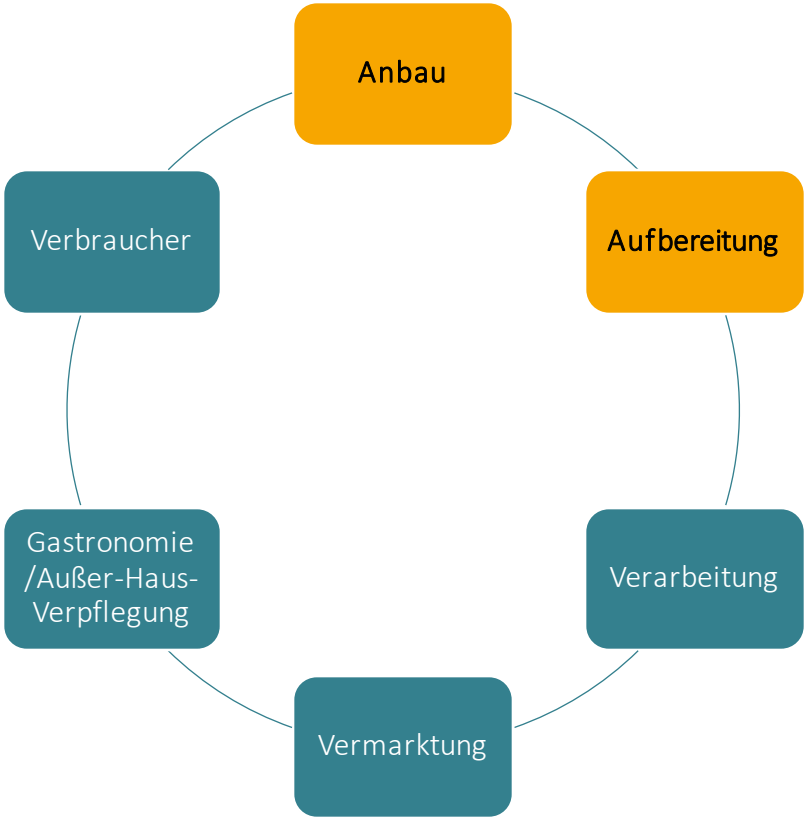 Anbau
Aufbereitung
Verarbeitung
Vermarktung
Gastronomie
/Außer-Haus-
Verpflegung
Verbraucher